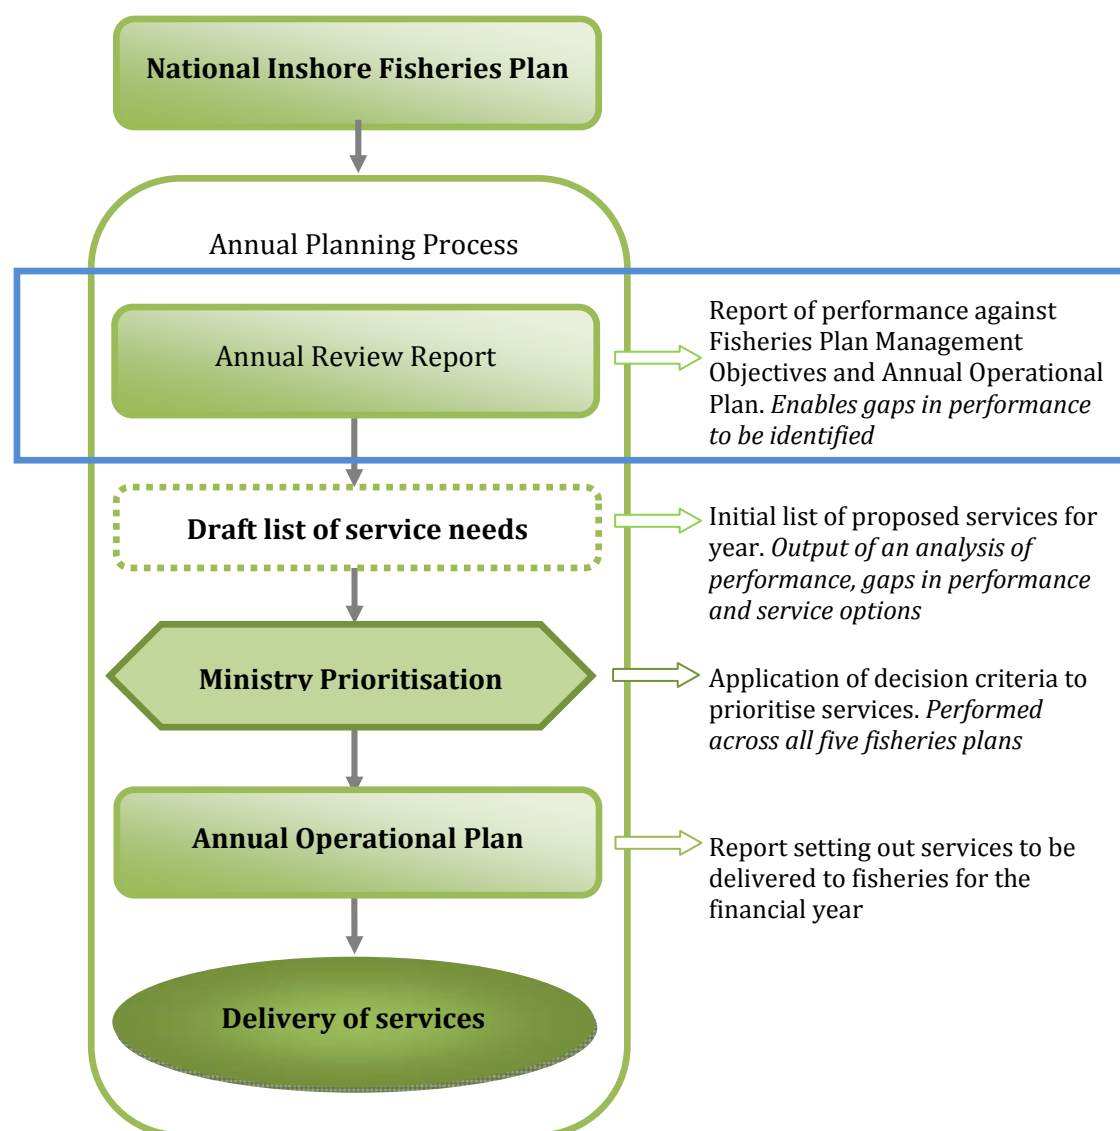 National Inshore Fisheries Plan
Annual Planning Process
Annual Review Report
Report of performance against
Fisheries Plan Management
Objectives and Annual Operational
Plan. Enables gaps in performance
to be identified
Draft list of service needs
Initial list of proposed services for
year. Output of an analysis of
performance, gaps in performance
and service options
Ministry Prioritisation
Application of decision criteria to
prioritise services. Performed
across all five fisheries plans
Annual Operational Plan
Report setting out services to be
delivered to fisheries for the
financial year
Delivery of services